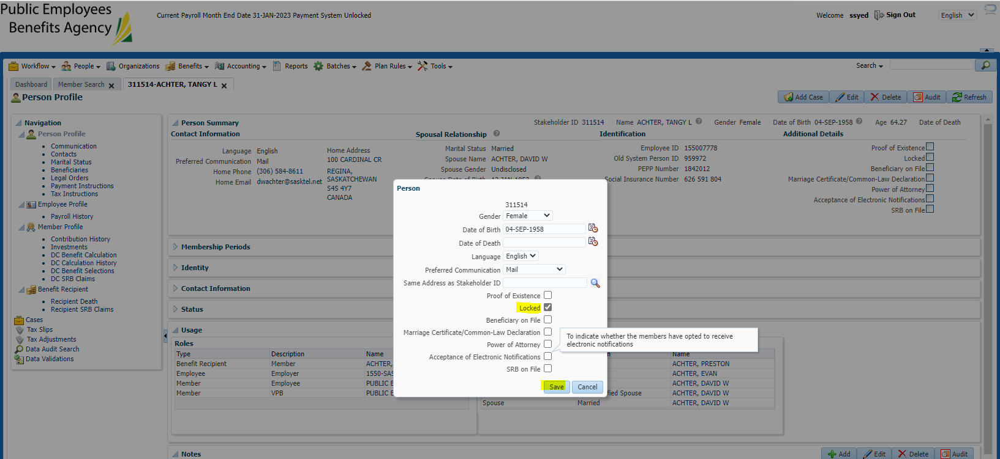 Public Employees
Benefits Agency
Current Payroll Month End Date 31-JAN-2023 Payment System Unlocked
Welcome ssyed Sign Out English
Workflow People Organizations Benefits Accounting Reports Batches Plan Rules Tools Search
Dashboard Member Search 311514-ACHTER, TANGY L
Person Profile
Add Case Edit Delete Audit Refresh
Navigation
Person Profile
Communication
Contacts
Marital Status
Beneficiaries
Legal Orders
Payment Instructions
Tax Instructions
Employee Profile
Payroll History
Member Profile
Contribution History
Investments
DC Benefit Calculation
DC Calculation History
DC Benefit Selections
DC SRB Claims
Benefit Recipient
Recipient Death
Recipient SRB Claims
Cases
Tax Slips
Tax Adjustments
Data Audit Search
Data Validations
Person Summary
Stakeholder ID 311514 Name ACHTER, TANGY L Gender Female Date of Birth 04-SEP-1958 Age 64.27 Date of Death
Contact Information
Language English
Preferred Communication Mail
Home Phone (306) 584-8611
Home Email dwachter@sasktel.net
Home Address
100 CARDINAL CR
REGINA,
SASKATCHEWAN
S4S 4Y7
CANADA
Spousal Relationship
Marital Status Married
Spouse Name ACHTER, DAVID W
Spouse Gender Undisclosed
Identification
Employee ID 155007778
Old System Person ID 959972
PEPP Number 1842012
Social Insurance Number 626 591 804
Additional Details
Proof of Existence
Locked
Beneficiary on File
Marriage Certificate/Common-Law Declaration
Power of Attorney
Acceptance of Electronic Notifications
SRB on File
Membership Periods
Identity
Contact Information
Status
Usage
Roles
Type Description Name
Benefit Recipient Member ACHTER,
Employee Employer 1550-SAS
Member Employee PUBLIC E
Member VPB PUBLIC E
Name
ACHTER, PRESTON
ACHTER, EVAN
ACHTER, DAVID W
fied Spouse ACHTER, DAVID W
Spouse Married ACHTER, DAVID W
Person
311514
Gender Female
Date of Birth 04-SEP-1958
Date of Death
Language English
Preferred Communication Mail
Same Address as Stakeholder ID
Proof of Existence
Locked
Beneficiary on File
Marriage Certificate/Common-Law Declaration
Power of Attorney
Acceptance of Electronic Notifications
SRB on File
Save Cancel
To indicate whether the members have opted to receive
electronic notifications
Notes
Add Edit Delete Audit